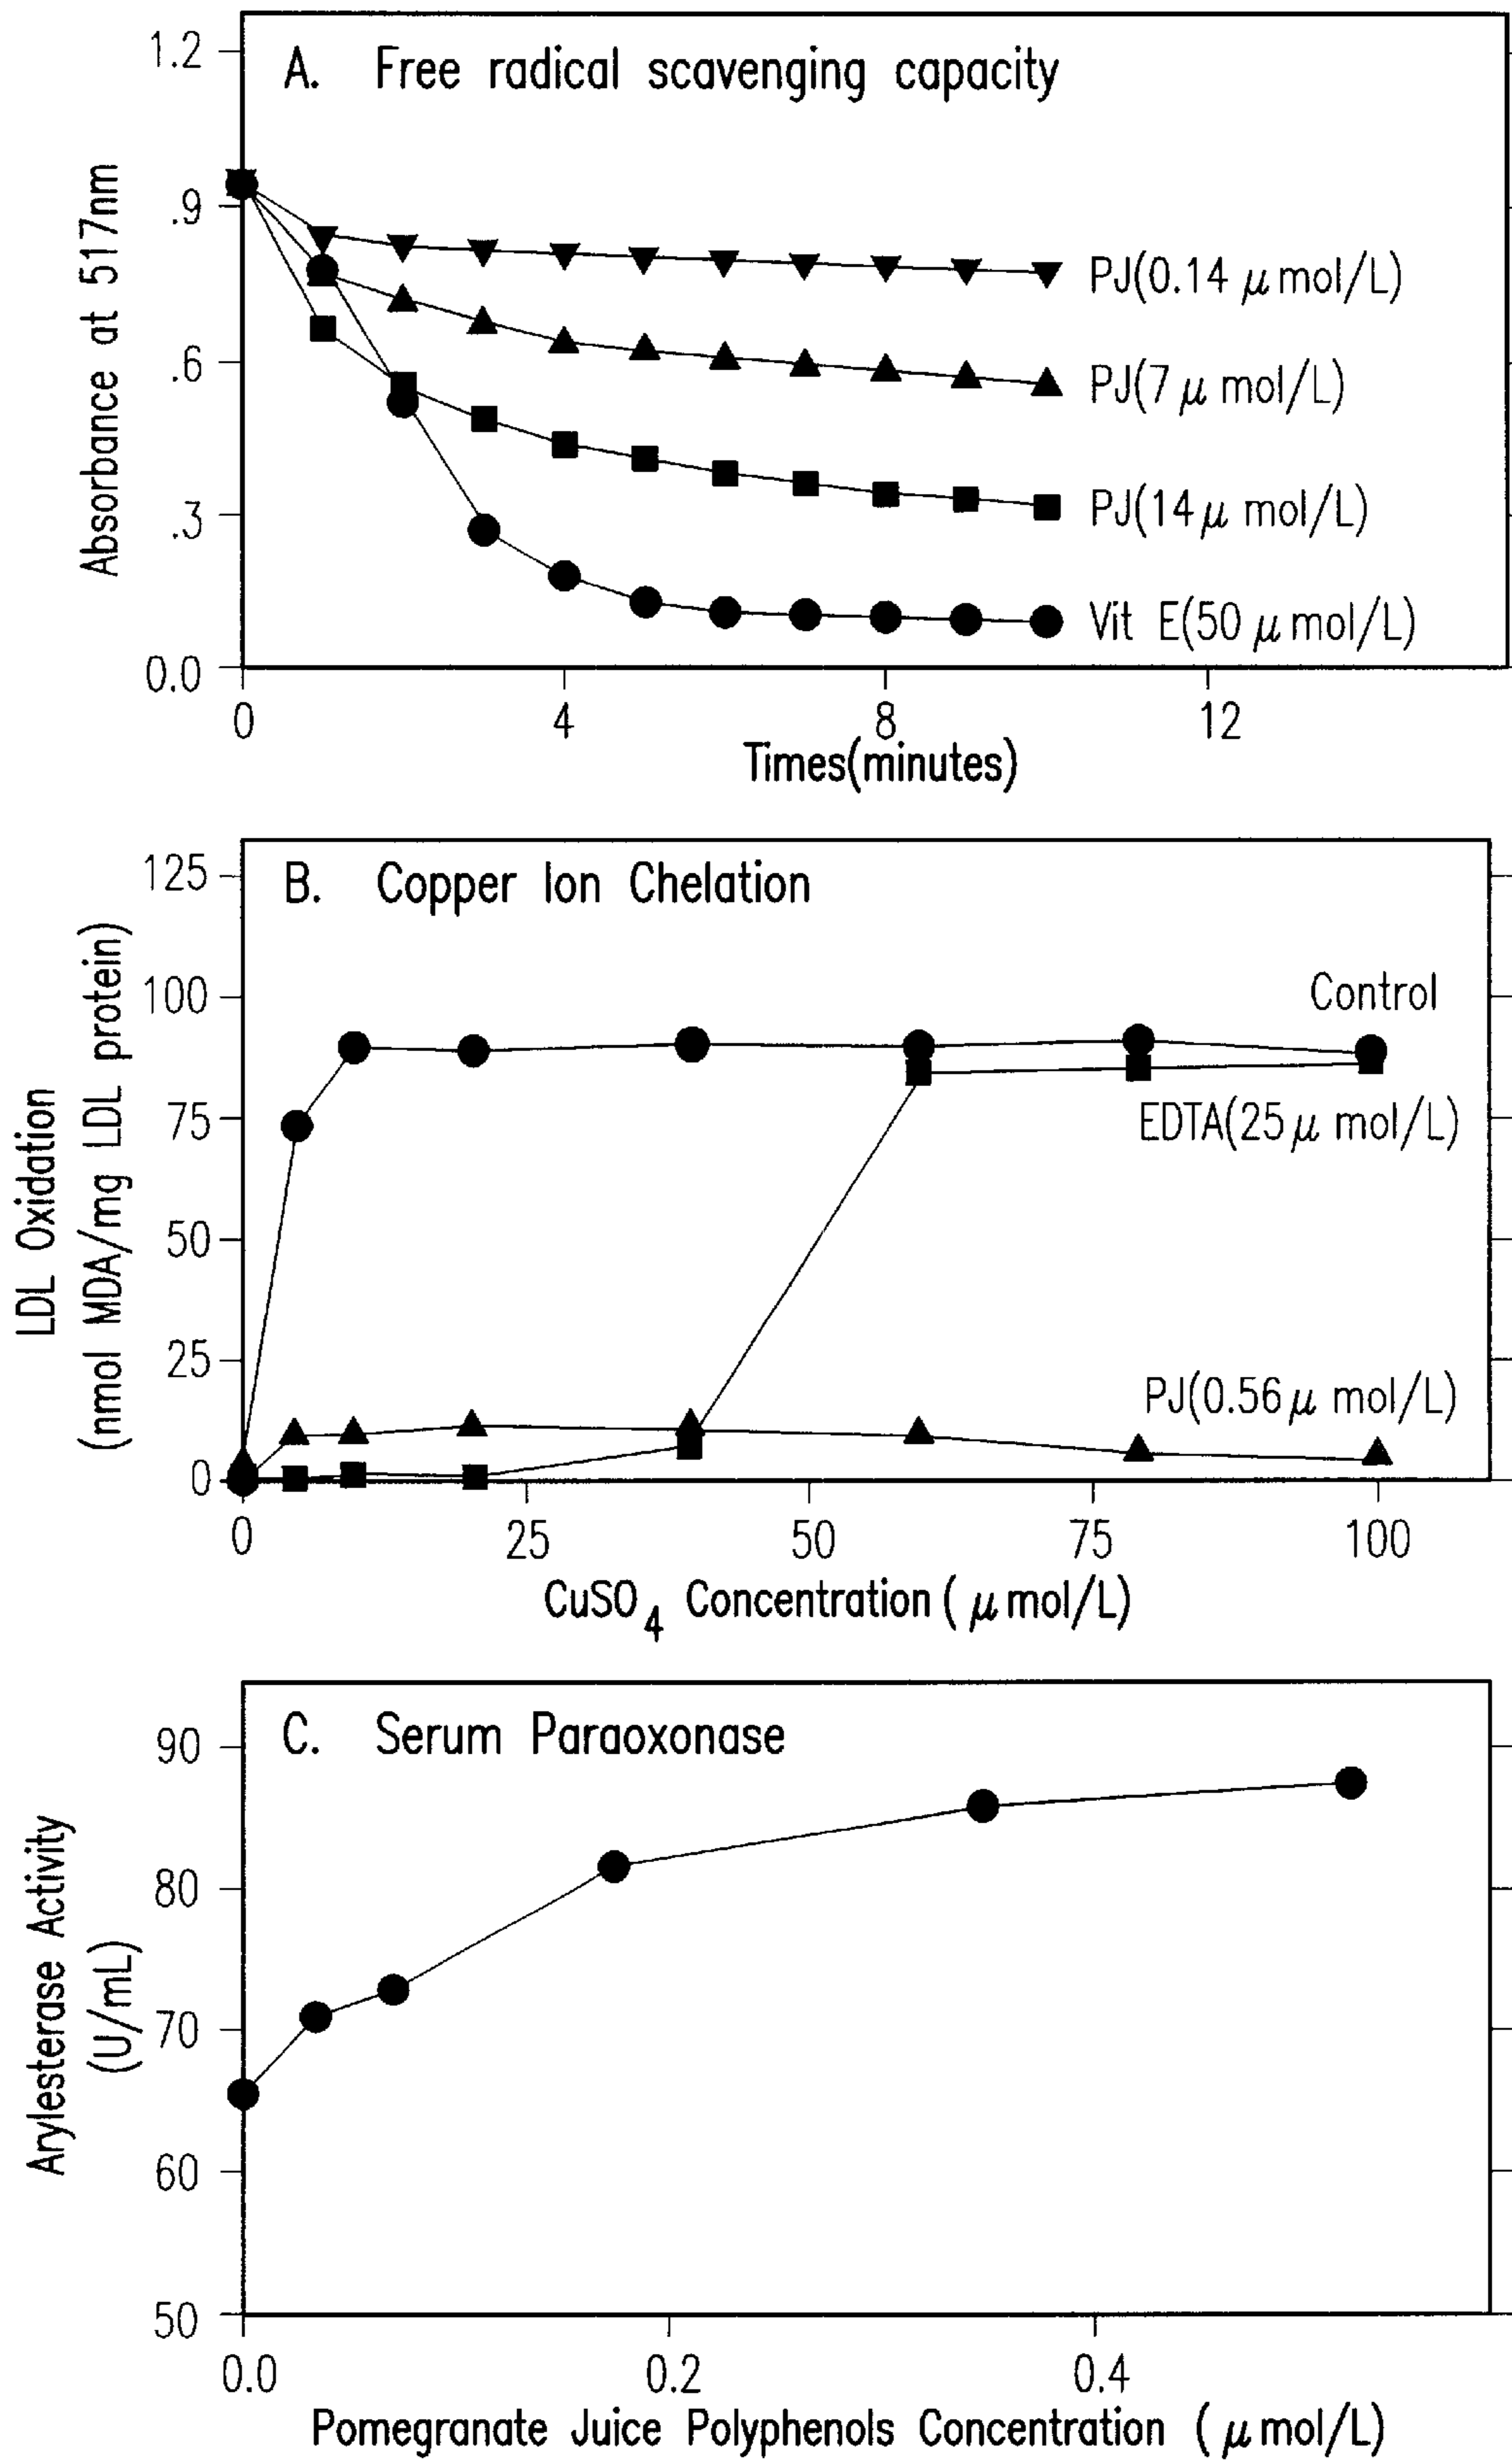 A. Free radical scavenging capacity
1.2
.9
.6
.3
0.0
Absorbance at 517nm
PJ(0.14 μ mol/L)
PJ(7 μ mol/L)
PJ(14 μ mol/L)
Vit E(50 μ mol/L)
0 4 8 12
Times(minutes)
B. Copper Ion Chelation
125
100
75
50
25
0
LDL Oxidation
(nmol MDA/mg LDL protein)
Control
EDTA(25 μ mol/L)
PJ(0.56 μ mol/L)
0 25 50 75 100
CuSO4 Concentration ( μ mol/L)
C. Serum Paraoxonase
90
80
70
60
50
Arylesterase Activity
(U/mL)
0.0 0.2 0.4
Pomegranate Juice Polyphenols Concentration ( μ mol/L)